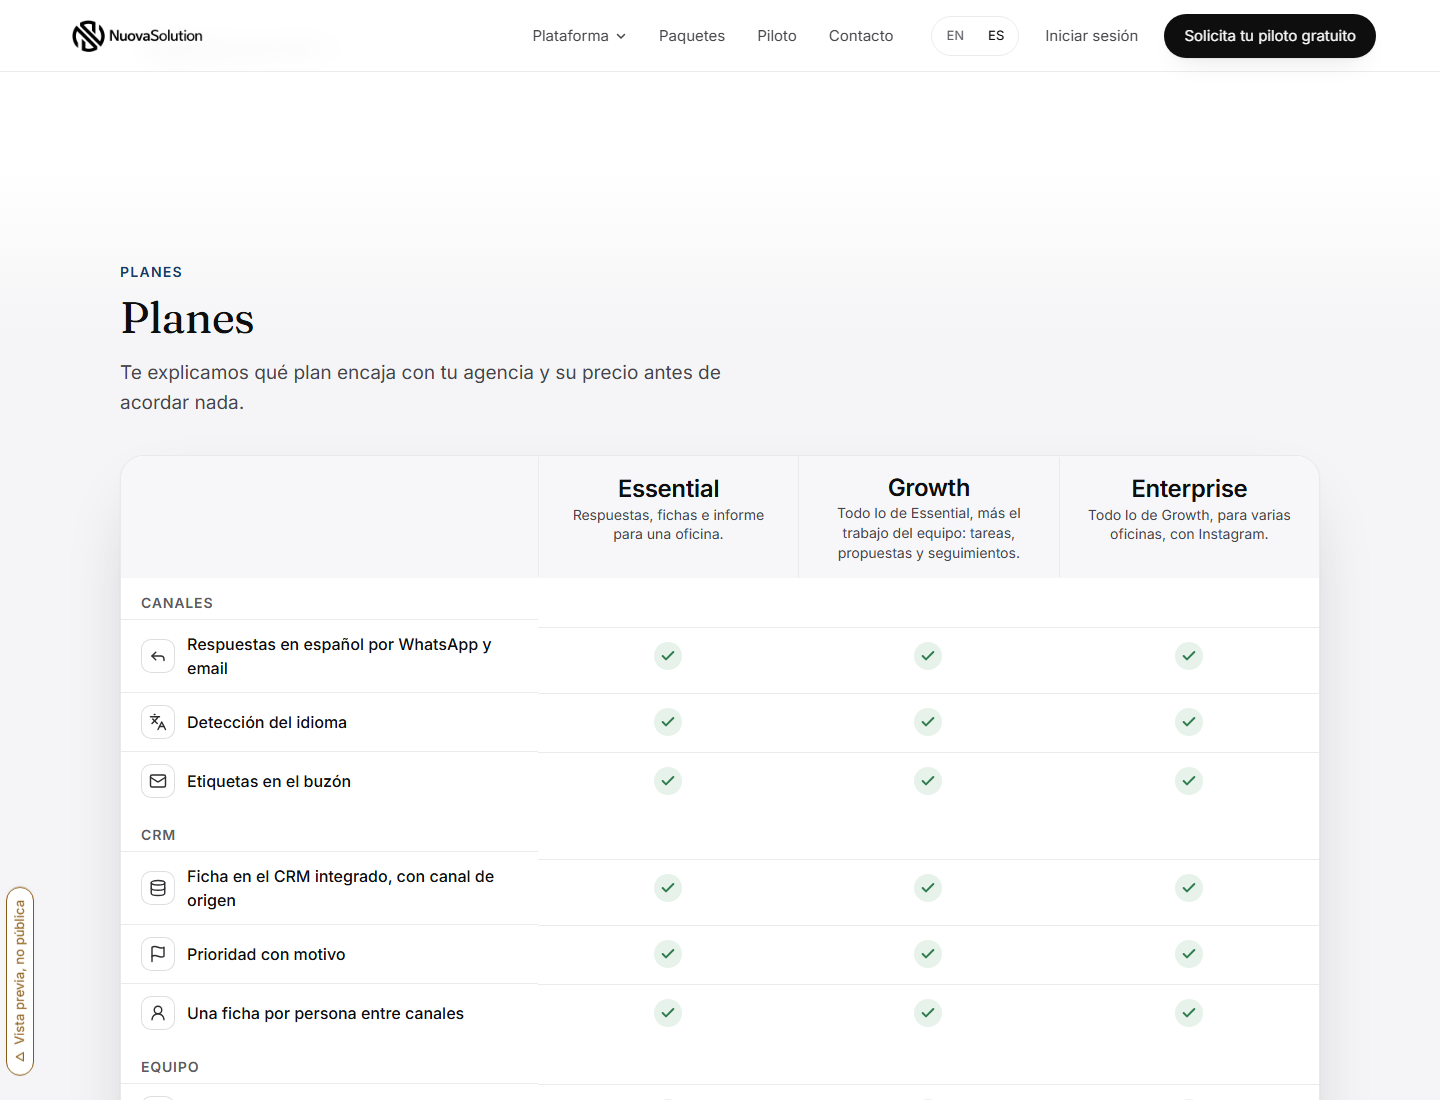 NuovaSolution
Plataforma
Paquetes
Piloto
Contacto
EN
ES
Iniciar sesión
Solicita tu piloto gratuito
PLANES
Planes
Te explicamos qué plan encaja con tu agencia y su precio antes de
acordar nada.
Essential
Respuestas, fichas e informe
para una oficina.
Growth
Todo lo de Essential, más el
trabajo del equipo: tareas,
propuestas y seguimientos.
Enterprise
Todo lo de Growth, para varias
oficinas, con Instagram.
CANALES
Respuestas en español por WhatsApp y
email
Detección del idioma
Etiquetas en el buzón
CRM
Ficha en el CRM integrado, con canal de
origen
Prioridad con motivo
Una ficha por persona entre canales
EQUIPO
Vista previa, no pública